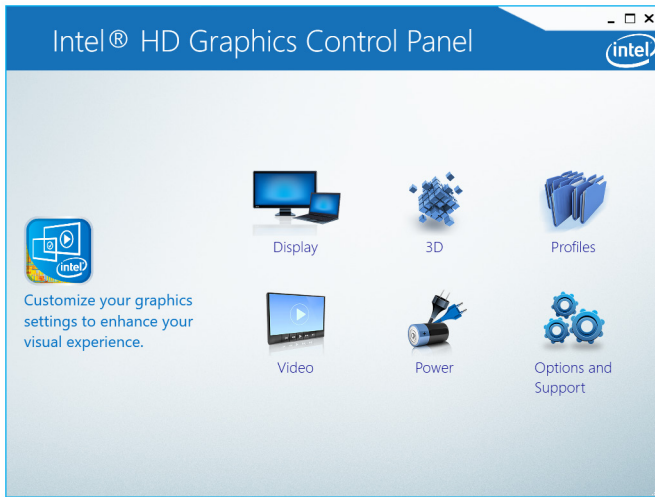 Intel® HD Graphics Control Panel
intel
Display
3D
Profiles
intel
Customize your graphics
settings to enhance your
visual experience.
Video
Power
Options and
Support